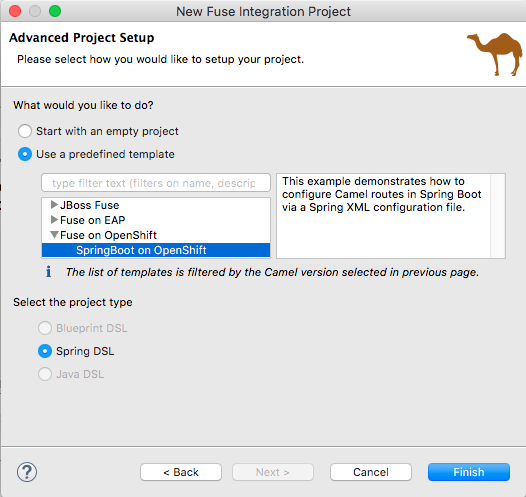 New Fuse Integration Project
Advanced Project Setup
Please select how you would like to setup your project.
What would you like to do?
Start with an empty project
Use a predefined template
type filter text (filters on name, descrip
JBoss Fuse
Fuse on EAP
Fuse on OpenShift
SpringBoot on OpenShift
This example demonstrates how to
configure Camel routes in Spring Boot
via a Spring XML configuration file.
The list of templates is filtered by the Camel version selected in previous page.
Select the project type
Blueprint DSL
Spring DSL
Java DSL
? < Back Next > Cancel Finish